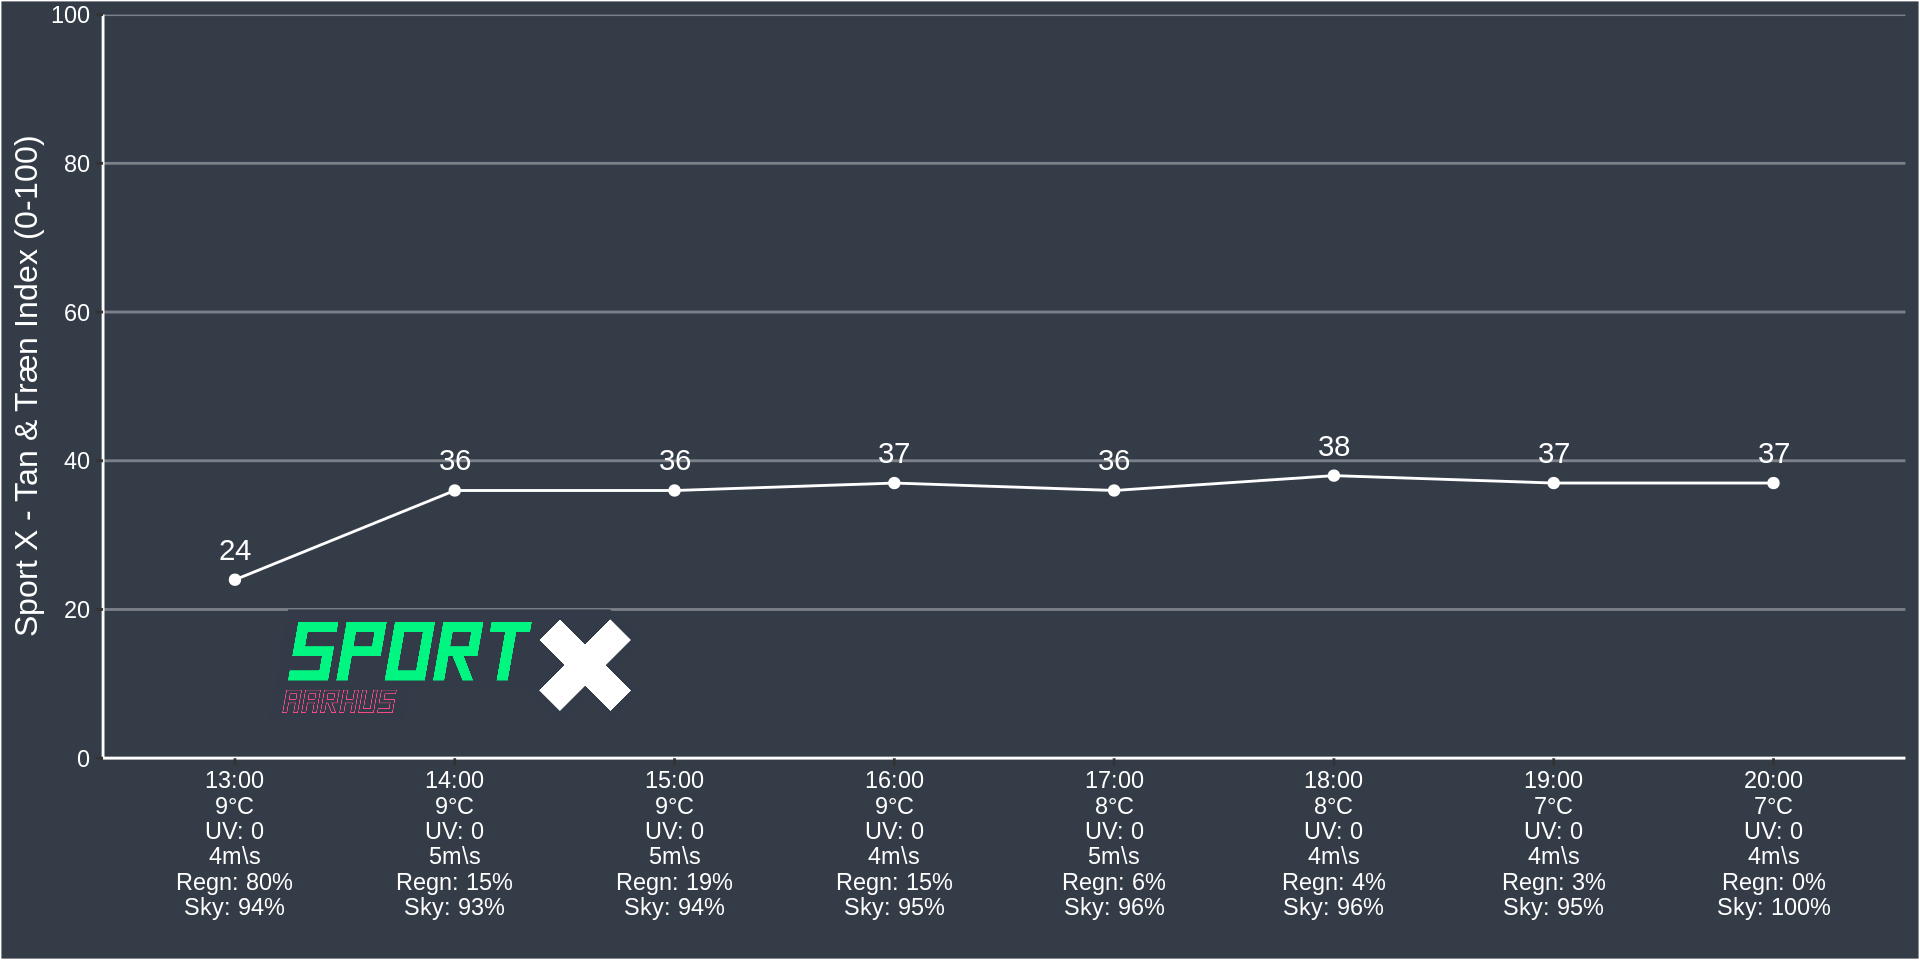 Sport X - Tan & Træn Index (0-100)
100
80
60
40
20
0
24
36
36
37
36
38
37
37
SPORT X
AARHUS
13:00
9°C
UV: 0
4m\s
Regn: 80%
Sky: 94%
14:00
9°C
UV: 0
5m\s
Regn: 15%
Sky: 93%
15:00
9°C
UV: 0
5m\s
Regn: 19%
Sky: 94%
16:00
9°C
UV: 0
4m\s
Regn: 15%
Sky: 95%
17:00
8°C
UV: 0
5m\s
Regn: 6%
Sky: 96%
18:00
8°C
UV: 0
4m\s
Regn: 4%
Sky: 96%
19:00
7°C
UV: 0
4m\s
Regn: 3%
Sky: 95%
20:00
7°C
UV: 0
4m\s
Regn: 0%
Sky: 100%